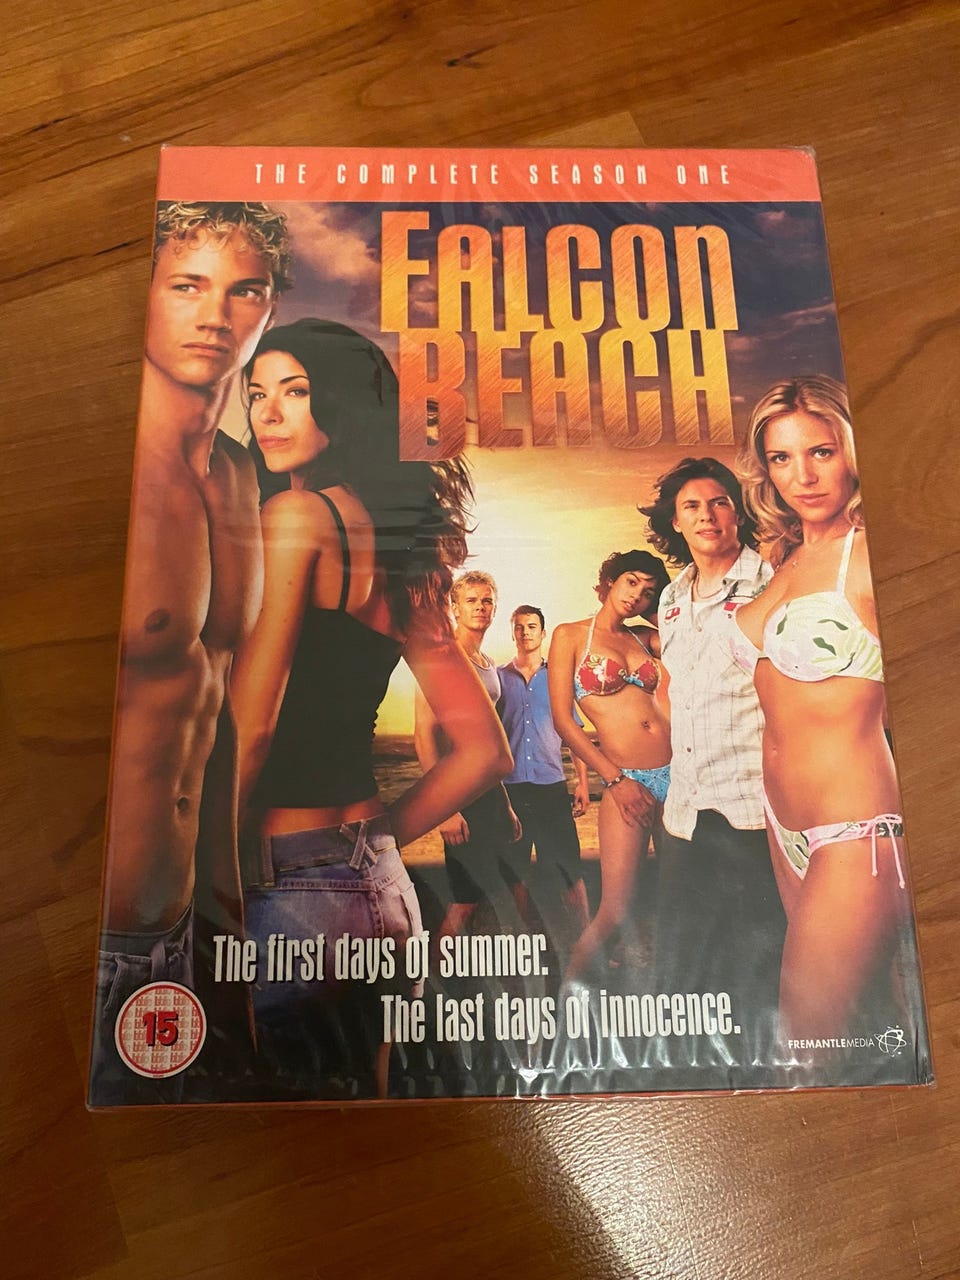 THE COMPLETE SEASON ONE
FALCON
BEACH
The first days of summer.
The last days of innocence.
15
FREMANTLEMEDIA